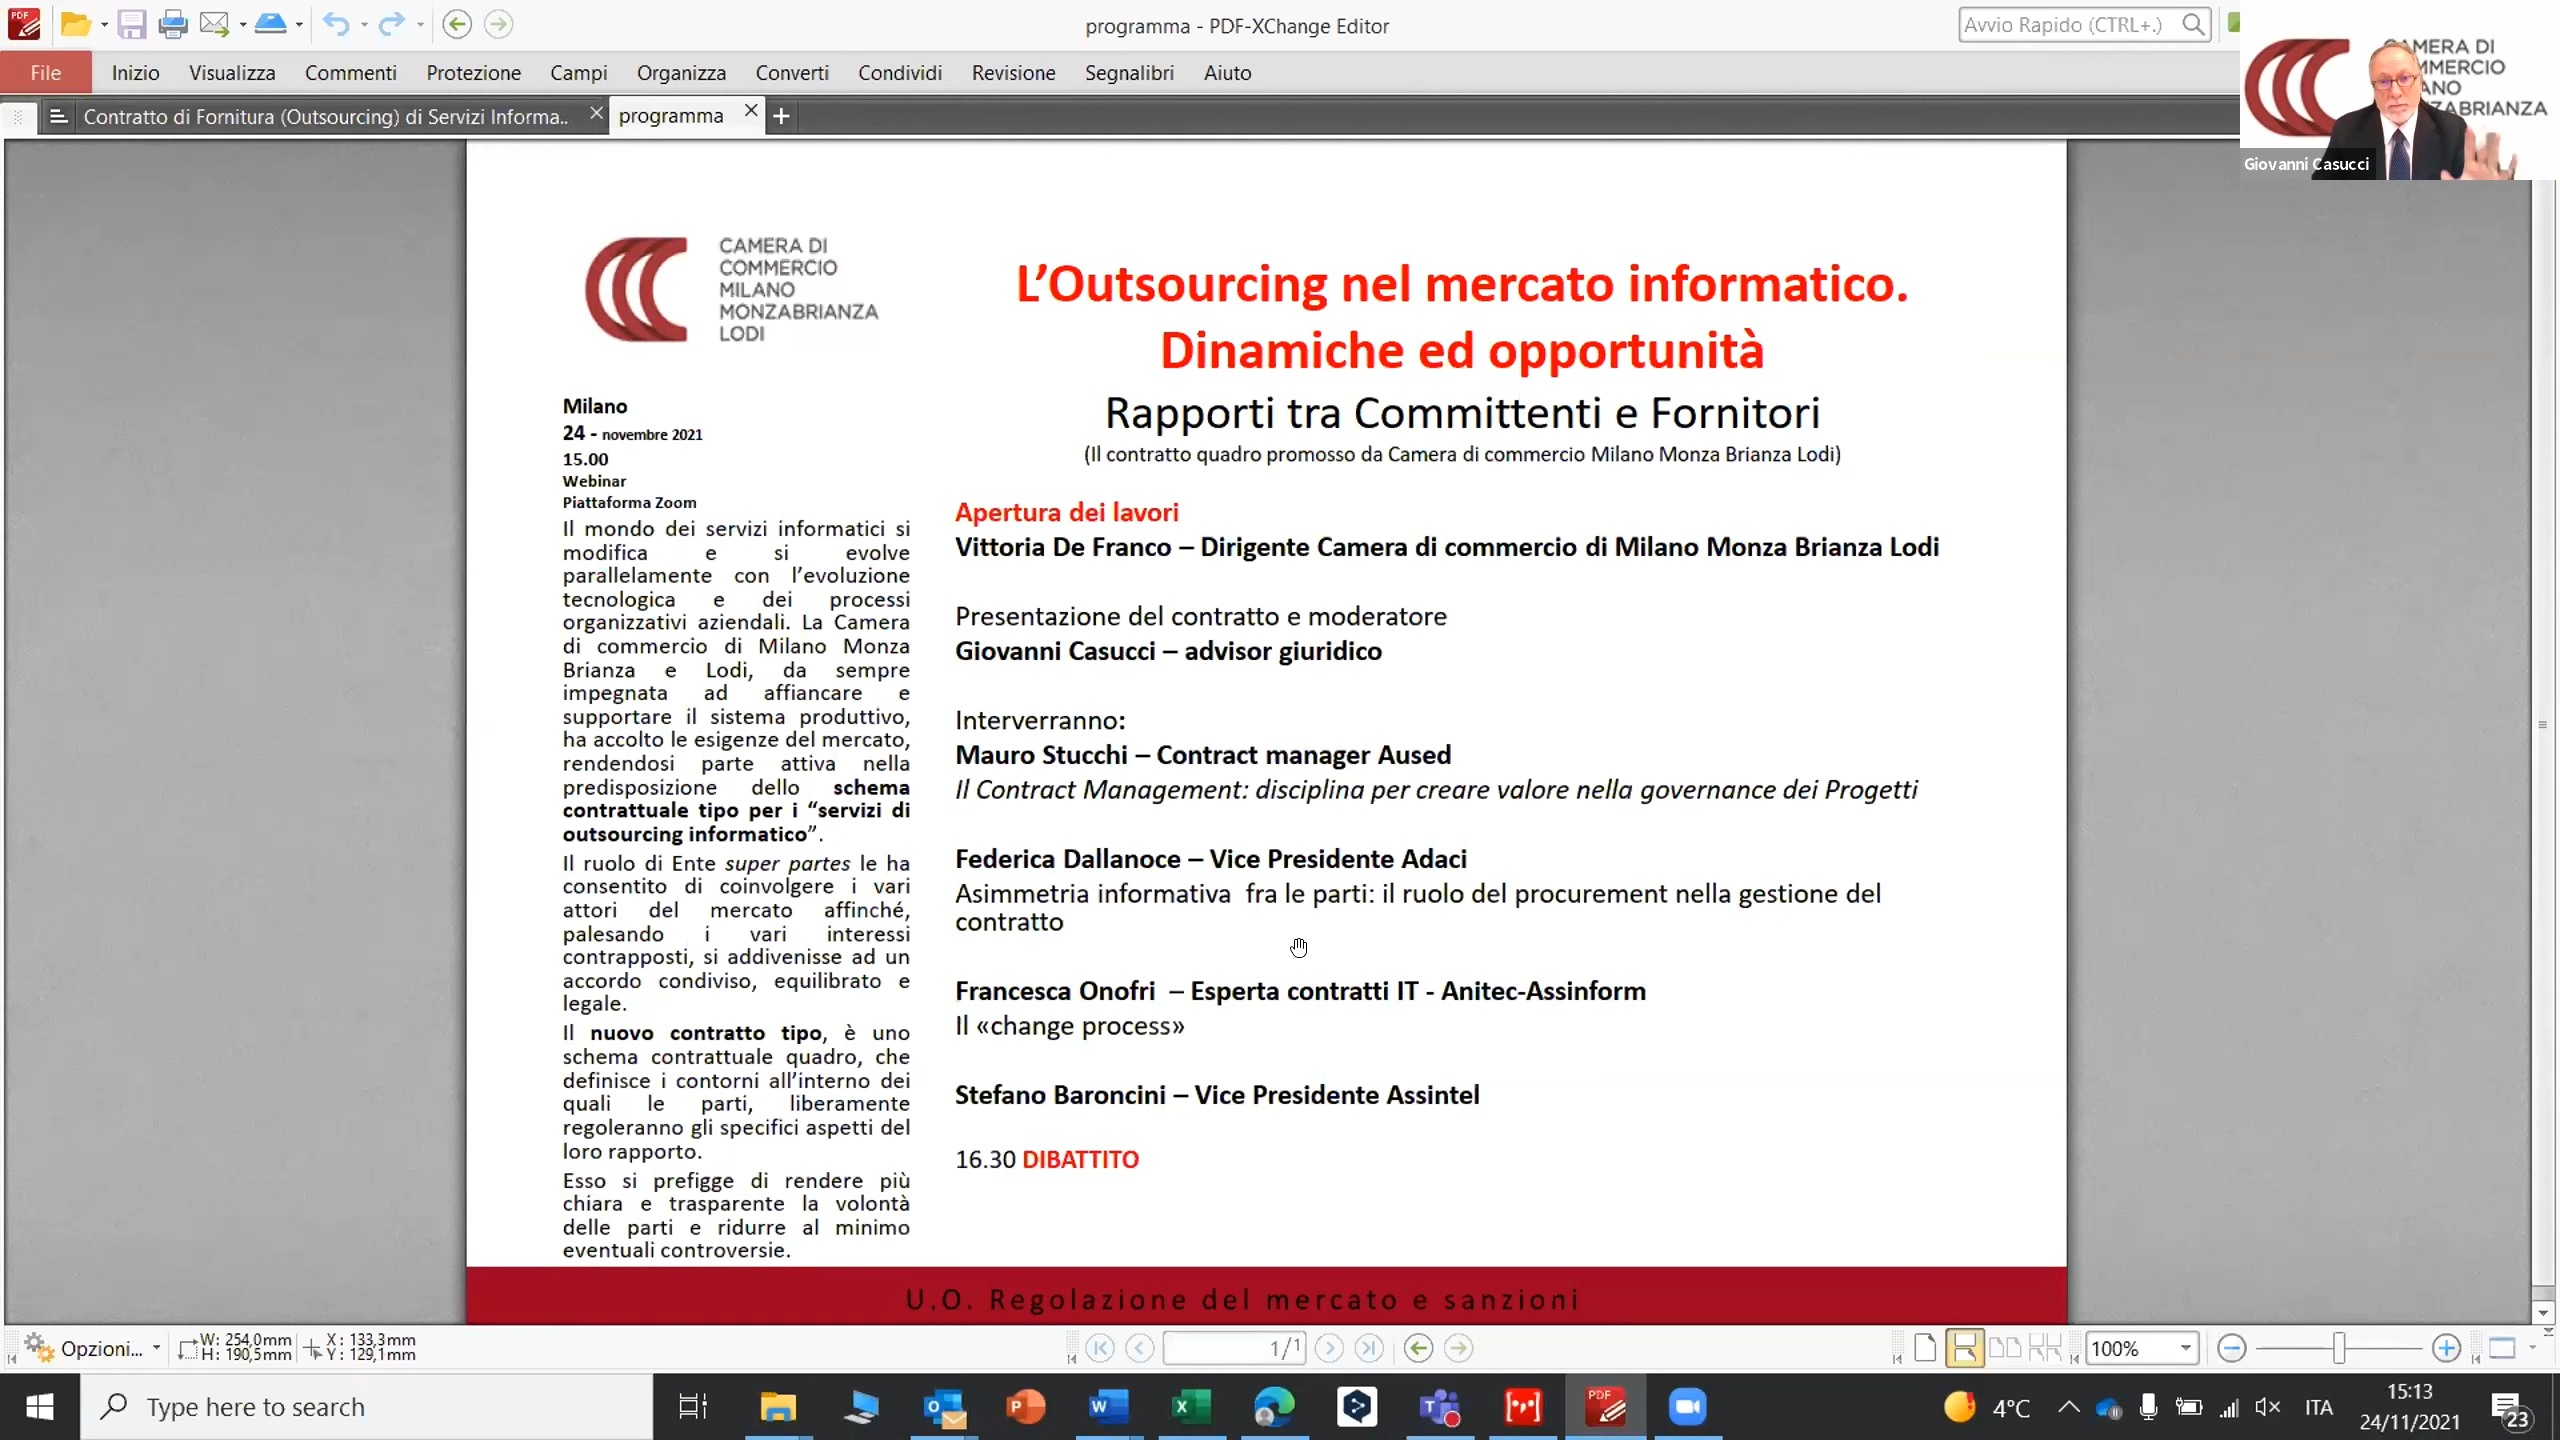 programma - PDF-XChange Editor
Avvio Rapido (CTRL+.)
File Inizio Visualizza Commenti Protezione Campi Organizza Converti Condividi Revisione Segnalibri Aiuto
Contratto di Fornitura (Outsourcing) di Servizi Informa..
programma
Giovanni Casucci
CAMERA DI
COMMERCIO
MILANO
MONZABRIANZA
LODI
L’Outsourcing nel mercato informatico.
Dinamiche ed opportunità
Rapporti tra Committenti e Fornitori
(Il contratto quadro promosso da Camera di commercio Milano Monza Brianza Lodi)
Milano
24 - novembre 2021
15.00
Webinar
Piattaforma Zoom
Il mondo dei servizi informatici si
modifica e si evolve
parallelamente con l’evoluzione
tecnologica e dei processi
organizzativi aziendali. La Camera
di commercio di Milano Monza
Brianza e Lodi, da sempre
impegnata ad affiancare e
supportare il sistema produttivo,
ha accolto le esigenze del mercato,
rendendosi parte attiva nella
predisposizione dello schema
contrattuale tipo per i “servizi di
outsourcing informatico”.
Il ruolo di Ente super partes le ha
consentito di coinvolgere i vari
attori del mercato affinché,
palesando i vari interessi
contrapposti, si addivenisse ad un
accordo condiviso, equilibrato e
legale.
Il nuovo contratto tipo, è uno
schema contrattuale quadro, che
definisce i contorni all’interno dei
quali le parti, liberamente
regoleranno gli specifici aspetti del
loro rapporto.
Esso si prefigge di rendere più
chiara e trasparente la volontà
delle parti e ridurre al minimo
eventuali controversie.
Apertura dei lavori
Vittoria De Franco – Dirigente Camera di commercio di Milano Monza Brianza Lodi
Presentazione del contratto e moderatore
Giovanni Casucci – advisor giuridico
Interverranno:
Mauro Stucchi – Contract manager Aused
Il Contract Management: disciplina per creare valore nella governance dei Progetti
Federica Dallanoce – Vice Presidente Adaci
Asimmetria informativa fra le parti: il ruolo del procurement nella gestione del
contratto
Francesca Onofri – Esperta contratti IT - Anitec-Assinform
Il «change process»
Stefano Baroncini – Vice Presidente Assintel
16.30 DIBATTITO
U.O. Regolazione del mercato e sanzioni
Opzioni...
W: 254,0mm
H: 190,5mm
X: 133,3mm
Y: 129,1mm
1/1
100%
Type here to search
4°C
ITA
15:13
24/11/2021
23